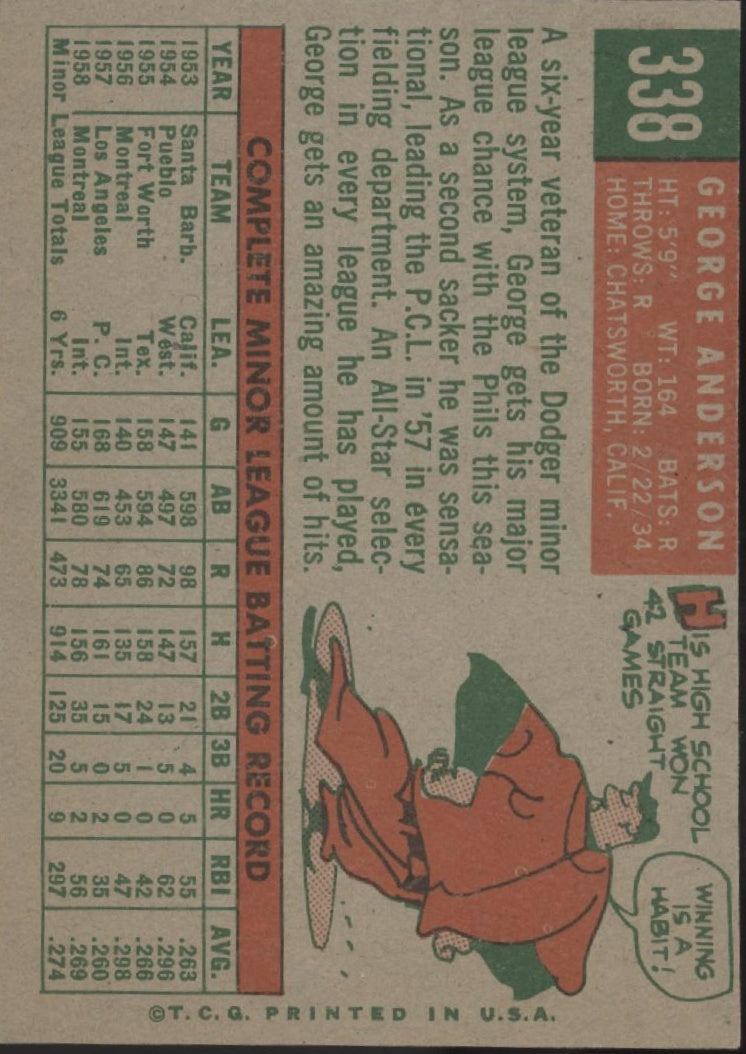 338
GEORGE ANDERSON
HT: 5'9" WT: 164 BATS: R
THROWS: R BORN: 2/22/34
HOME: CHATSWORTH, CALIF.
A six-year veteran of the Dodger minor
league system, George gets his major
league chance with the Phils this sea-
son. As a second sacker he was sensa-
tional, leading the P.C.L. in '57 in every
fielding department. An All-Star selec-
tion in every league he has played,
George gets an amazing amount of hits.
HIS HIGH SCHOOL
TEAM WON
42 STRAIGHT
GAMES
WINNING
IS A
HABIT!
COMPLETE MINOR LEAGUE BATTING RECORD
YEAR TEAM LEA. G AB R H 2B 3B HR RBI AVG.
1953 Santa Barb. Calif. 141 598 98 157 21 4 5 55 .263
1954 Pueblo West. 147 497 72 147 13 5 0 62 .296
1955 Fort Worth Tex. 158 594 86 158 24 1 0 42 .266
1956 Montreal Int. 140 453 65 135 17 5 0 47 .298
1957 Los Angeles P. C. 168 619 74 161 15 0 2 35 .260
1958 Montreal Int. 155 580 78 156 35 5 2 56 .269
Minor League Totals 6 Yrs. 909 3341 473 914 125 20 9 297 .274
©T. C. G. PRINTED IN U.S.A.